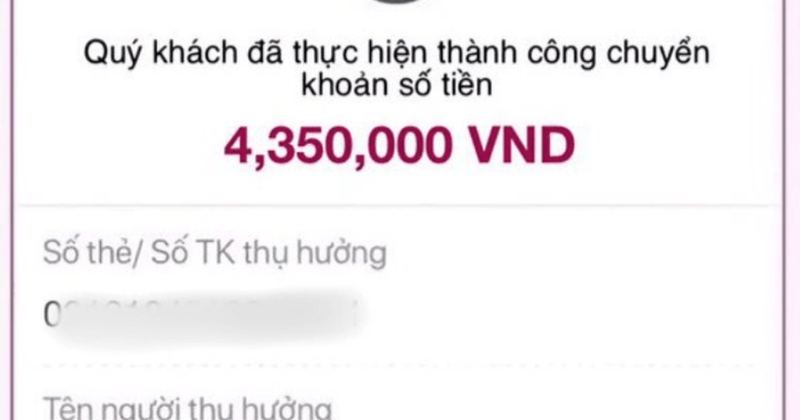 Quý khách đã thực hiện thành công chuyển
khoản số tiền
4,350,000 VND
Số thẻ/ Số TK thụ hưởng
Tên người thụ hưởng